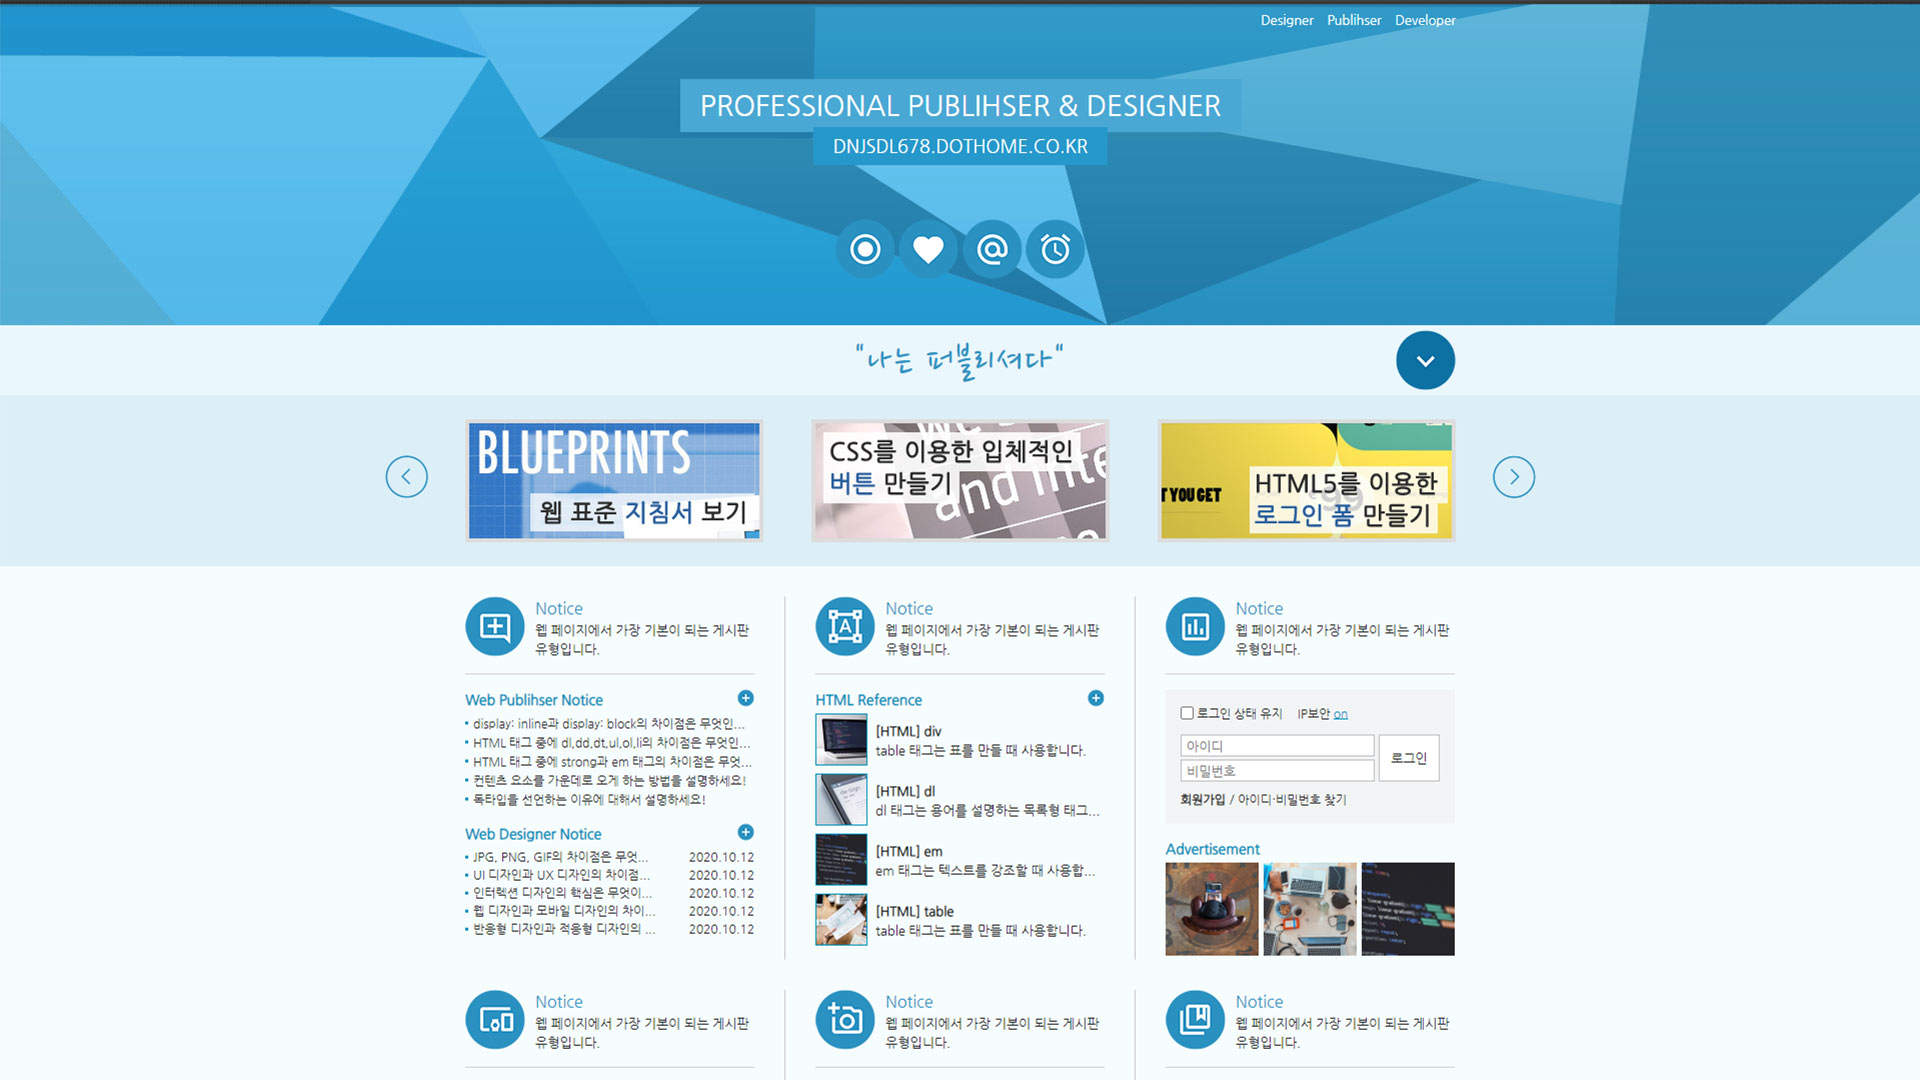 Designer Publihser Developer
PROFESSIONAL PUBLIHSER & DESIGNER
DNJSDL678.DOTHOME.CO.KR
"나는 퍼블리셔다"
BLUEPRINTS
웹 표준 지침서 보기
CSS를 이용한 입체적인
버튼 만들기
and inte
T YOU GET
HTML5를 이용한
로그인 폼 만들기
Notice
웹 페이지에서 가장 기본이 되는 게시판
유형입니다.
Web Publihser Notice
display: inline과 display: block의 차이점은 무엇인...
HTML 태그 중에 dl,dd,dt,ul,ol,li의 차이점은 무엇인...
HTML 태그 중에 strong과 em 태그의 차이점은 무엇...
컨텐츠 요소를 가운데로 오게 하는 방법을 설명하세요!
독타입을 선언하는 이유에 대해서 설명하세요!
Web Designer Notice
JPG, PNG, GIF의 차이점은 무엇... 2020.10.12
UI 디자인과 UX 디자인의 차이점... 2020.10.12
인터렉션 디자인의 핵심은 무엇이... 2020.10.12
웹 디자인과 모바일 디자인의 차이... 2020.10.12
반응형 디자인과 적응형 디자인의 ... 2020.10.12
Notice
웹 페이지에서 가장 기본이 되는 게시판
유형입니다.
HTML Reference
[HTML] div
table 태그는 표를 만들 때 사용합니다.
[HTML] dl
dl 태그는 용어를 설명하는 목록형 태그...
[HTML] em
em 태그는 텍스트를 강조할 때 사용합...
[HTML] table
table 태그는 표를 만들 때 사용합니다.
Notice
웹 페이지에서 가장 기본이 되는 게시판
유형입니다.
로그인 상태 유지 IP보안 on
아이디
비밀번호
로그인
회원가입 / 아이디·비밀번호 찾기
Advertisement
Notice
웹 페이지에서 가장 기본이 되는 게시판
유형입니다.
Notice
웹 페이지에서 가장 기본이 되는 게시판
유형입니다.
Notice
웹 페이지에서 가장 기본이 되는 게시판
유형입니다.